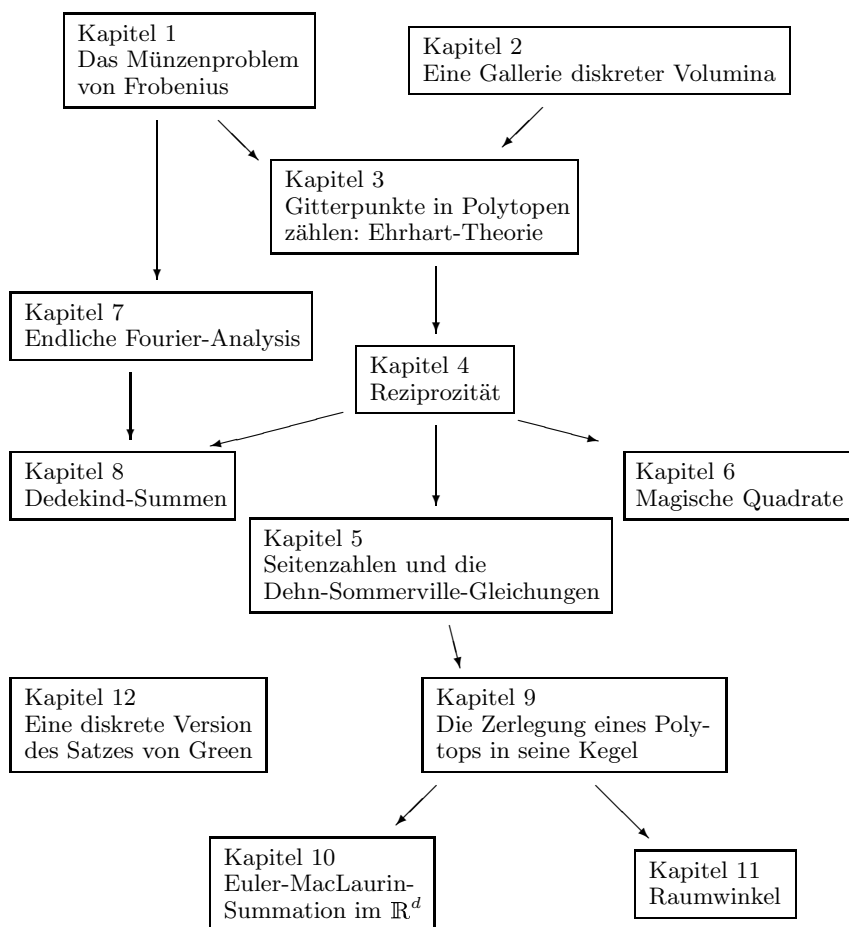 Kapitel 1
Das Münzenproblem
von Frobenius
Kapitel 2
Eine Gallerie diskreter Volumina
Kapitel 3
Gitterpunkte in Polytopen
zählen: Ehrhart-Theorie
Kapitel 7
Endliche Fourier-Analysis
Kapitel 4
Reziprozität
Kapitel 8
Dedekind-Summen
Kapitel 6
Magische Quadrate
Kapitel 5
Seitenzahlen und die
Dehn-Sommerville-Gleichungen
Kapitel 12
Eine diskrete Version
des Satzes von Green
Kapitel 9
Die Zerlegung eines Poly-
tops in seine Kegel
Kapitel 10
Euler-MacLaurin-
Summation im ℝ^d
Kapitel 11
Raumwinkel